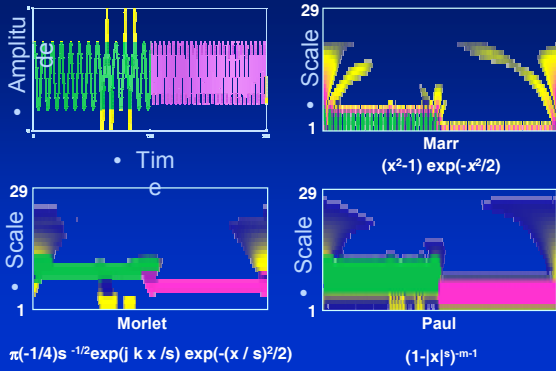 29
• Amplitu
de
• Scale
1
• Tim
e
Marr
(x²-1) exp(-x²/2)
29
• Scale
1
Morlet
π(-1/4)s -1/2exp(j k x /s) exp(-(x / s)²/2)
29
• Scale
1
Paul
(1-|x|ˢ)-m-1